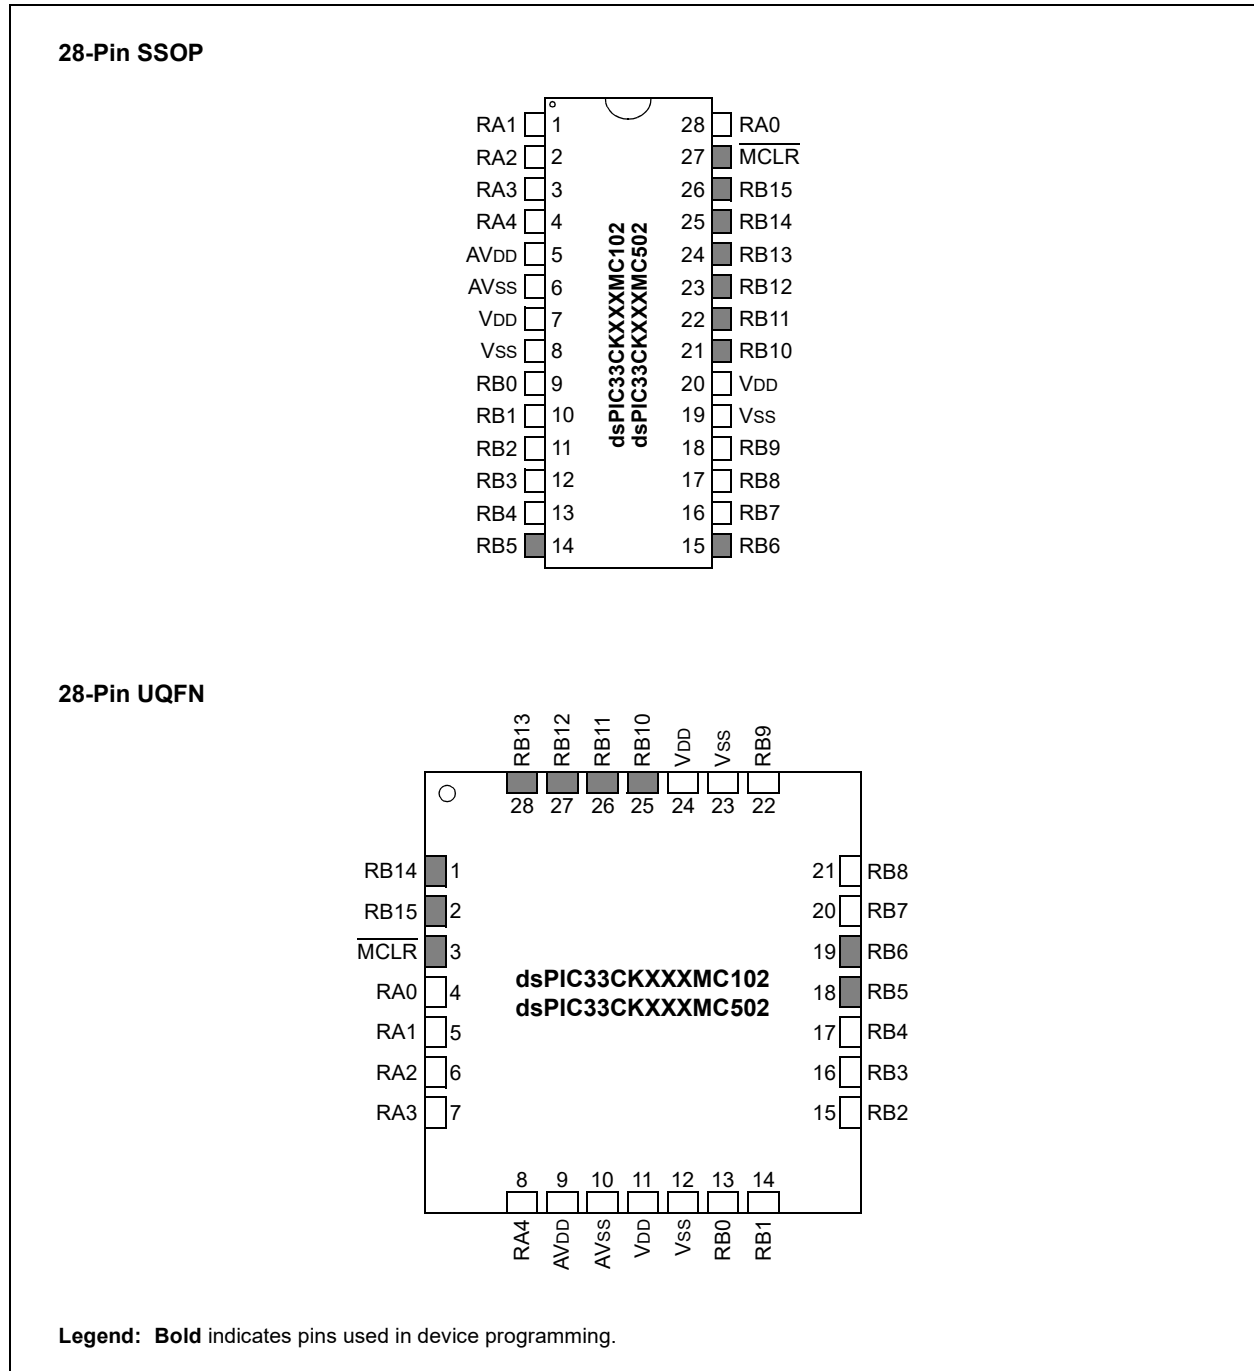 28-Pin SSOP
RA1 1 28 RA0
RA2 2 27 MCLR
RA3 3 26 RB15
RA4 4 25 RB14
AVDD 5 24 RB13
AVSS 6 23 RB12
VDD 7 22 RB11
VSS 8 21 RB10
RB0 9 20 VDD
RB1 10 19 VSS
RB2 11 18 RB9
RB3 12 17 RB8
RB4 13 16 RB7
RB5 14 15 RB6
dsPIC33CKXXXMC102
dsPIC33CKXXXMC502
28-Pin UQFN
RB13 RB12 RB11 RB10 VDD VSS RB9
28 27 26 25 24 23 22
RB14 1 21 RB8
RB15 2 20 RB7
MCLR 3 19 RB6
RA0 4 18 RB5
RA1 5 17 RB4
RA2 6 16 RB3
RA3 7 15 RB2
dsPIC33CKXXXMC102
dsPIC33CKXXXMC502
8 9 10 11 12 13 14
RA4 AVDD AVSS VDD VSS RB0 RB1
Legend: Bold indicates pins used in device programming.